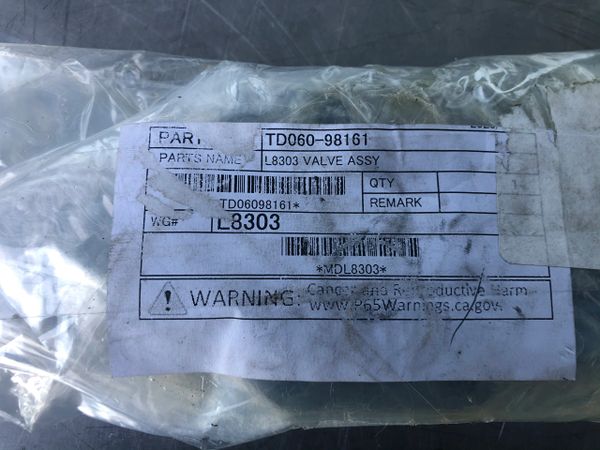 PART TD060-98161
PARTS NAME L8303 VALVE ASSY
QTY
TD06098161*
REMARK
WG# L8303
*MDL8303*
WARNING: Cancer and Reproductive Harm
www.P65Warnings.ca.gov.